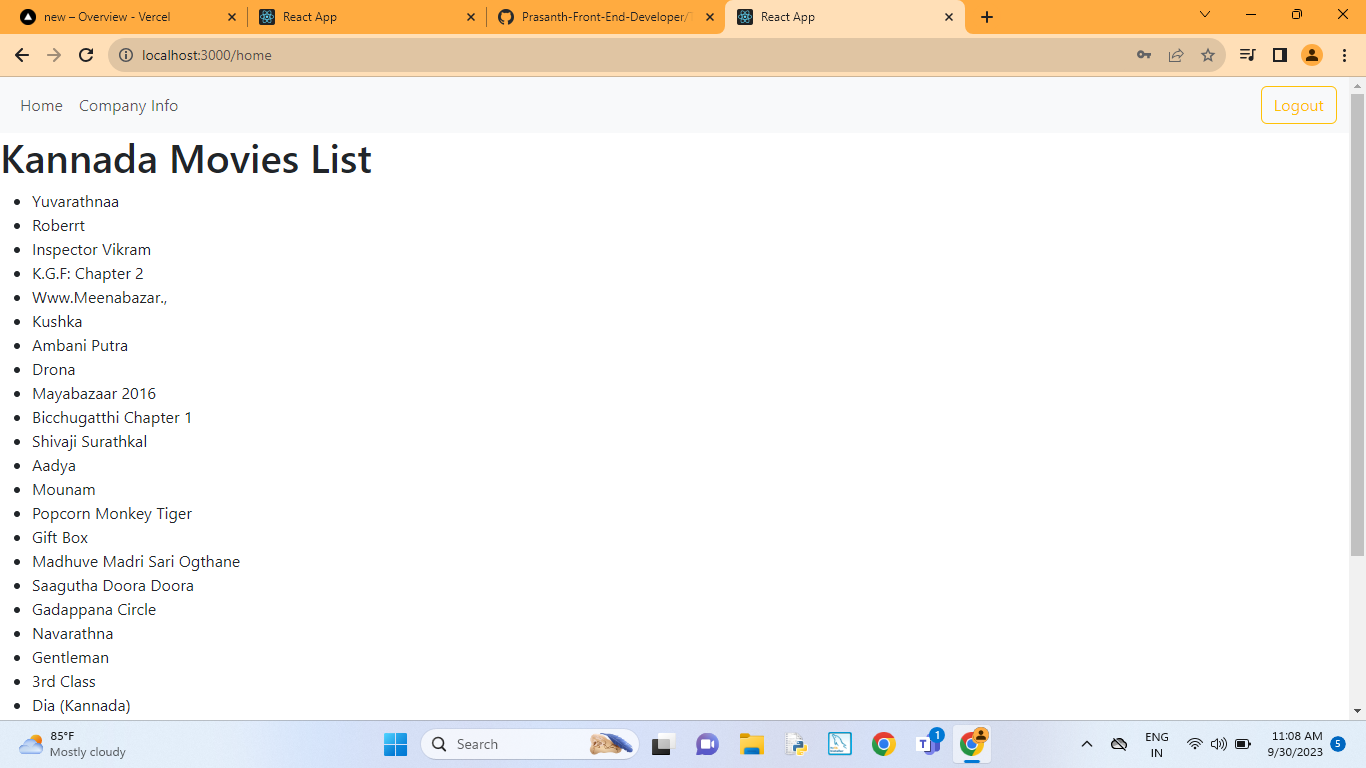 new – Overview - Vercel
React App
Prasanth-Front-End-Developer/
React App
localhost:3000/home
Home
Company Info
Logout
Kannada Movies List
Yuvarathnaa
Roberrt
Inspector Vikram
K.G.F: Chapter 2
Www.Meenabazar.,
Kushka
Ambani Putra
Drona
Mayabazaar 2016
Bicchugatthi Chapter 1
Shivaji Surathkal
Aadya
Mounam
Popcorn Monkey Tiger
Gift Box
Madhuve Madri Sari Ogthane
Saagutha Doora Doora
Gadappana Circle
Navarathna
Gentleman
3rd Class
Dia (Kannada)
85°F
Mostly cloudy
Search
1
ENG
IN
11:08 AM
9/30/2023
5